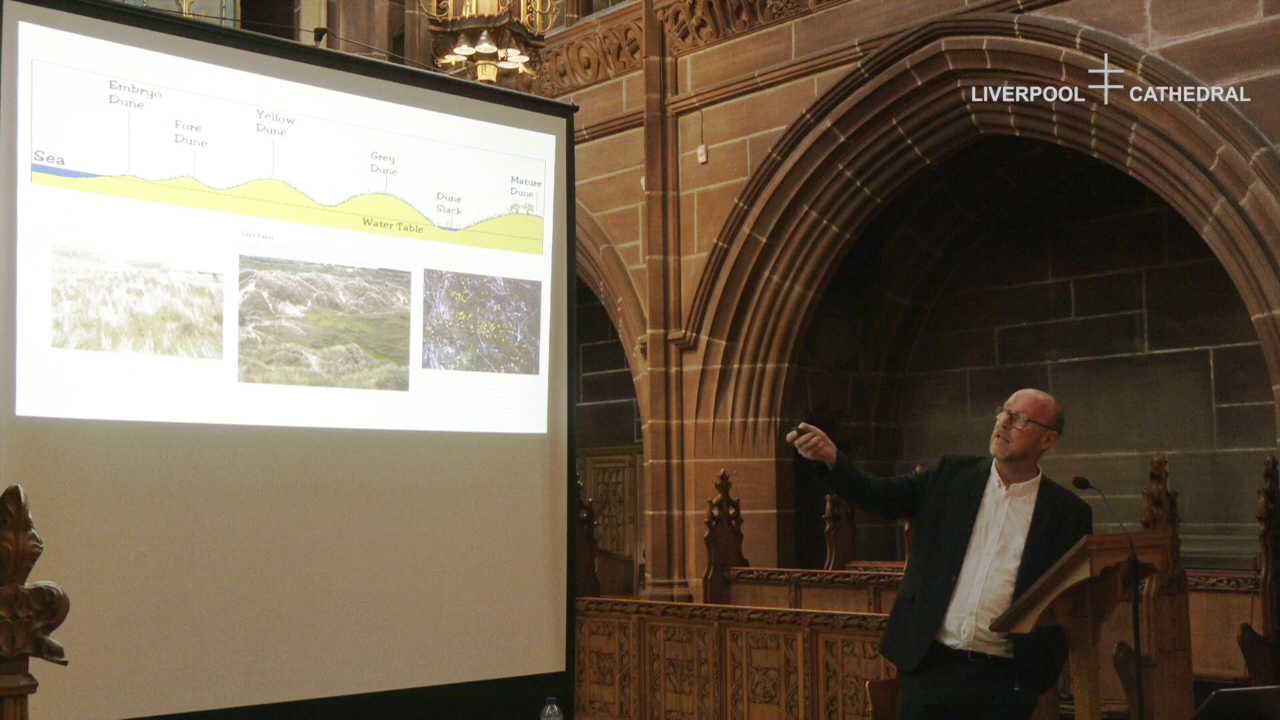 LIVERPOOL CATHEDRAL
Embryo
Dune
Fore
Dune
Yellow
Dune
Grey
Dune
Dune
Slack
Mature
Dune
Sea
Water Table